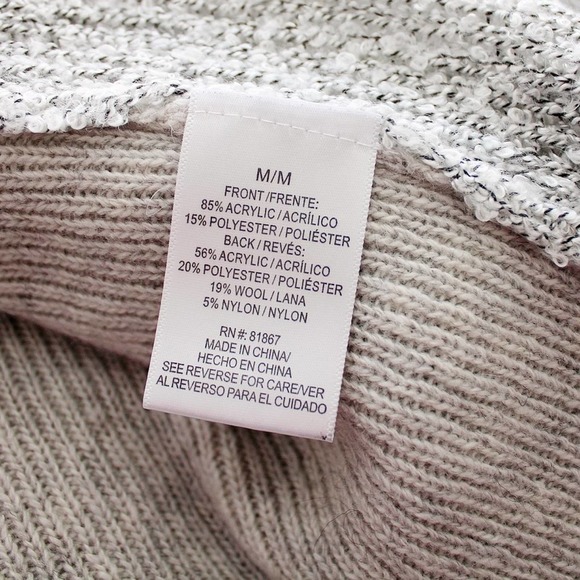 M/M
FRONT/FRENTE:
85% ACRYLIC/ACRÍLICO
15% POLYESTER/POLIÉSTER
BACK/REVÉS:
56% ACRYLIC/ACRÍLICO
20% POLYESTER/POLIÉSTER
19% WOOL/LANA
5% NYLON/NYLON
RN#: 81867
MADE IN CHINA/
HECHO EN CHINA
SEE REVERSE FOR CARE/VER
AL REVERSO PARA EL CUIDADO